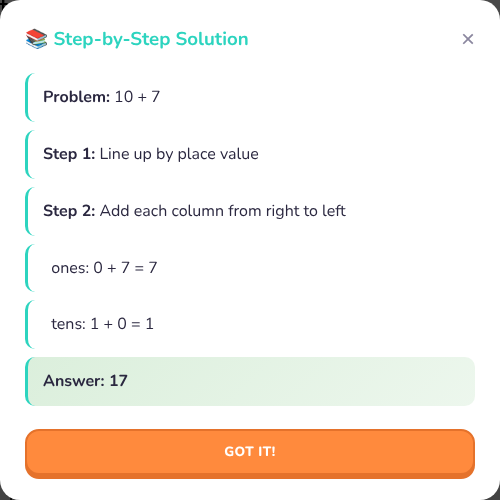 📚 Step-by-Step Solution
Problem: 10 + 7
Step 1: Line up by place value
Step 2: Add each column from right to left
ones: 0 + 7 = 7
tens: 1 + 0 = 1
Answer: 17
GOT IT!